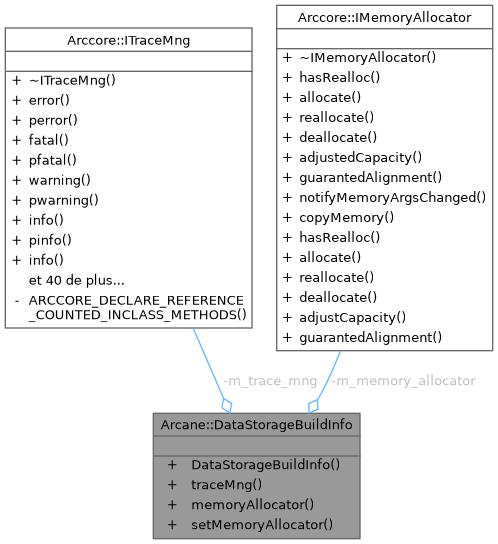 Arccore::ITraceMng
+ ~ITraceMng()
+ error()
+ perror()
+ fatal()
+ pfatal()
+ warning()
+ pwarning()
+ info()
+ pinfo()
+ info()
et 40 de plus...
- ARCCORE_DECLARE_REFERENCE
_COUNTED_INCLASS_METHODS()
Arccore::IMemoryAllocator
+ ~IMemoryAllocator()
+ hasRealloc()
+ allocate()
+ reallocate()
+ deallocate()
+ adjustedCapacity()
+ guarantedAlignment()
+ notifyMemoryArgsChanged()
+ copyMemory()
+ hasRealloc()
+ allocate()
+ reallocate()
+ deallocate()
+ adjustCapacity()
+ guarantedAlignment()
-m_trace_mng
-m_memory_allocator
Arcane::DataStorageBuildInfo
+ DataStorageBuildInfo()
+ traceMng()
+ memoryAllocator()
+ setMemoryAllocator()